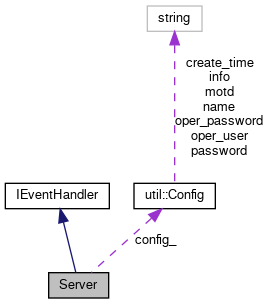 string
create_time
info
motd
name
oper_password
oper_user
password
IEventHandler
util::Config
config_
Server